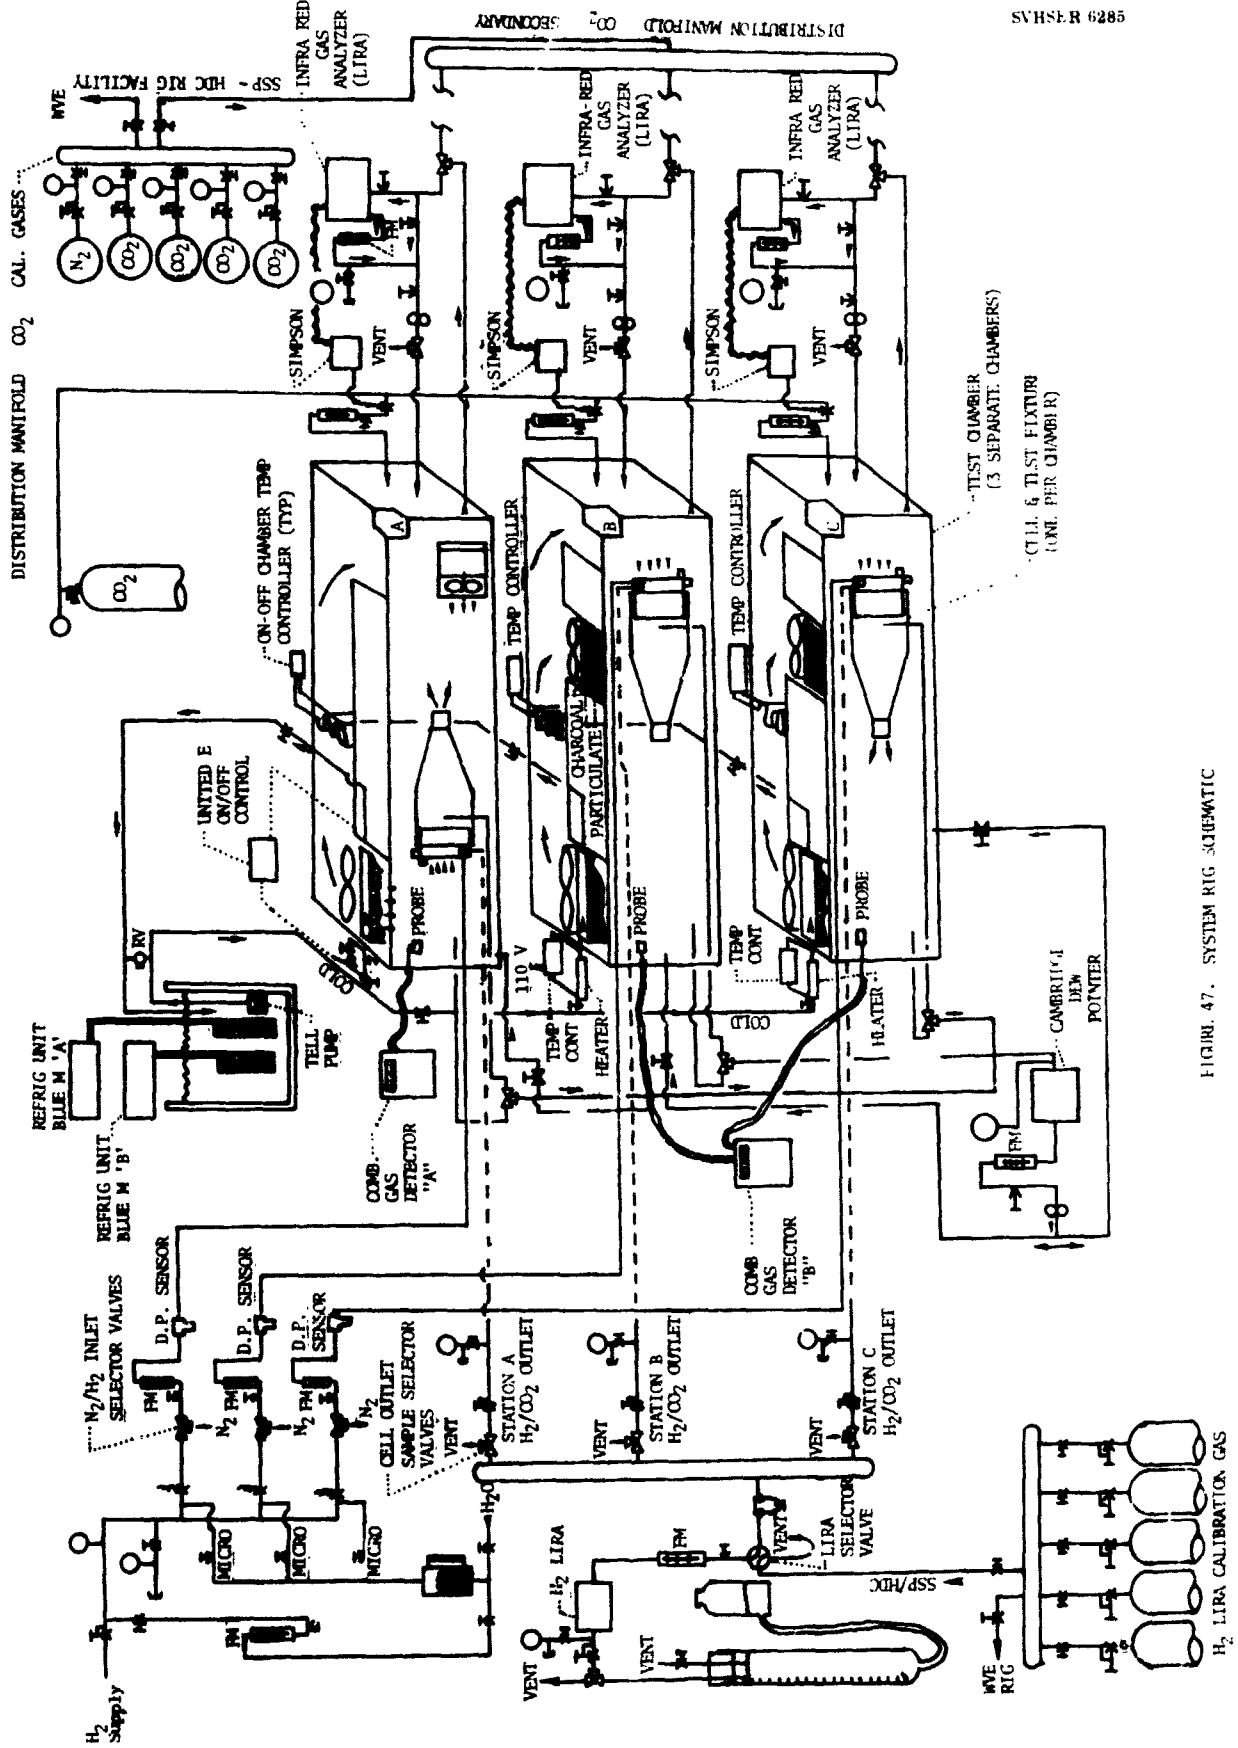 SVHSER 6285
DISTRIBUTION MANIFOLD CO2 SECONDARY
DISTRIBUTION MANIFOLD CO2 CAL. GASES
WVE
SSP - HDC RIG FACILITY
N2
CO2
CO2
CO2
CO2
INFRA RED
GAS
ANALYZER
(LIRA)
INFRA-RED
GAS
ANALYZER
(LIRA)
INFRA RED
GAS
ANALYZER
(LIRA)
FM
SIMPSON
VENT
SIMPSON
VENT
SIMPSON
VENT
CO2
ON-OFF CHAMBER TEMP
CONTROLLER (TYP)
TEMP CONTROLLER
TEMP CONTROLLER
TEST CHAMBER
(3 SEPARATE CHAMBERS)
CELL & TEST FIXTURE
(ONE PER CHAMBER)
A
B
C
UNITED E
ON/OFF
CONTROL
CHARCOAL
PARTICULATE
PROBE
PROBE
PROBE
RV
COLD
COLD
110 V
TEMP
CONT
HEATER
TEMP
CONT
HEATER
REFRIG UNIT
BLUE M 'A'
REFRIG UNIT
BLUE M 'B'
TELL
PUMP
COMB.
GAS
DETECTOR
"A"
COMB
GAS
DETECTOR
"B"
CAMBRIDGE
DEW
POINTER
FM
N2/H2 INLET
SELECTOR VALVES
D.P. SENSOR
D.P. SENSOR
D.P.
SENSOR
FM
FM
FM
N2
N2
N2
MICRO
MICRO
MICRO
FM
H2
Supply
CELL OUTLET
SAMPLE SELECTOR
VALVES
VENT
STATION A
H2/CO2 OUTLET
VENT
STATION B
H2/CO2 OUTLET
VENT
STATION C
H2/CO2 OUTLET
H2O
H2 LIRA
FM
VENT
LIRA
SELECTOR
VALVE
VENT
VENT
SSP/HDC
WVE
RIG
H2 LIRA CALIBRATION GAS
FIGURE 47. SYSTEM RIG SCHEMATIC